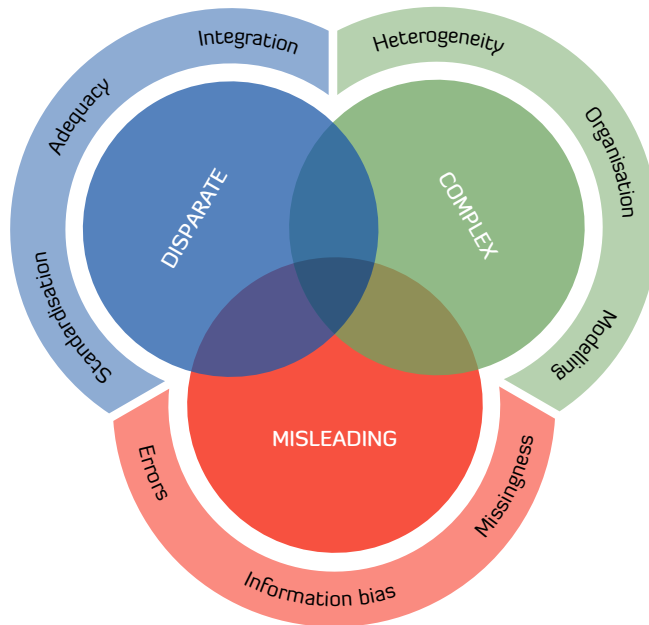 Integration
Heterogeneity
Adequacy
Organisation
DISPARATE
COMPLEX
Standardisation
Modelling
MISLEADING
Errors
Missingness
Information bias